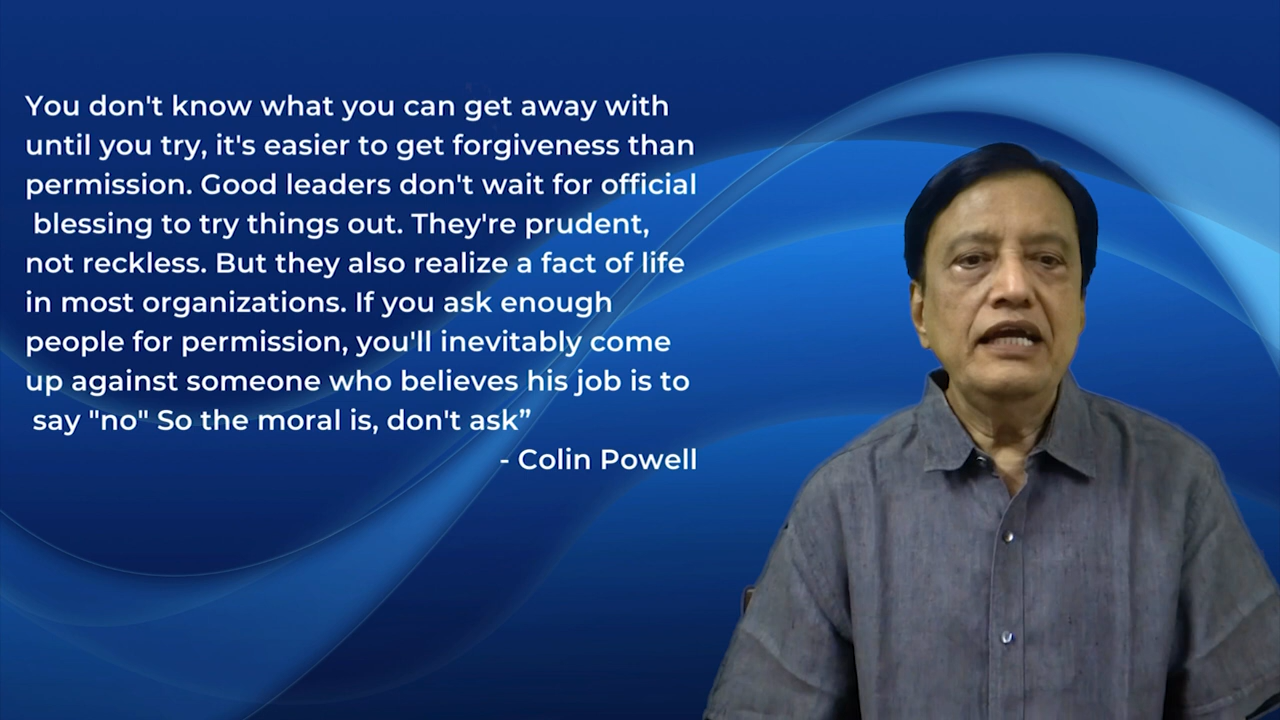 You don't know what you can get away with
until you try, it's easier to get forgiveness than
permission. Good leaders don't wait for official
blessing to try things out. They're prudent,
not reckless. But they also realize a fact of life
in most organizations. If you ask enough
people for permission, you'll inevitably come
up against someone who believes his job is to
say "no" So the moral is, don't ask”
- Colin Powell